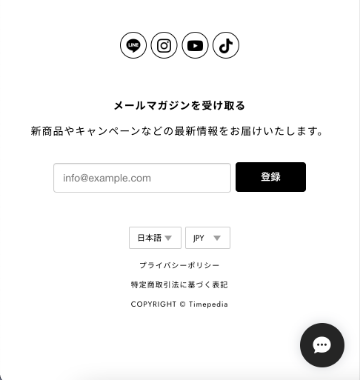 LINE
メールマガジンを受け取る
新商品やキャンペーンなどの最新情報をお届けいたします。
info@example.com 登録
日本語 JPY
プライバシーポリシー
特定商取引法に基づく表記
COPYRIGHT © Timepedia